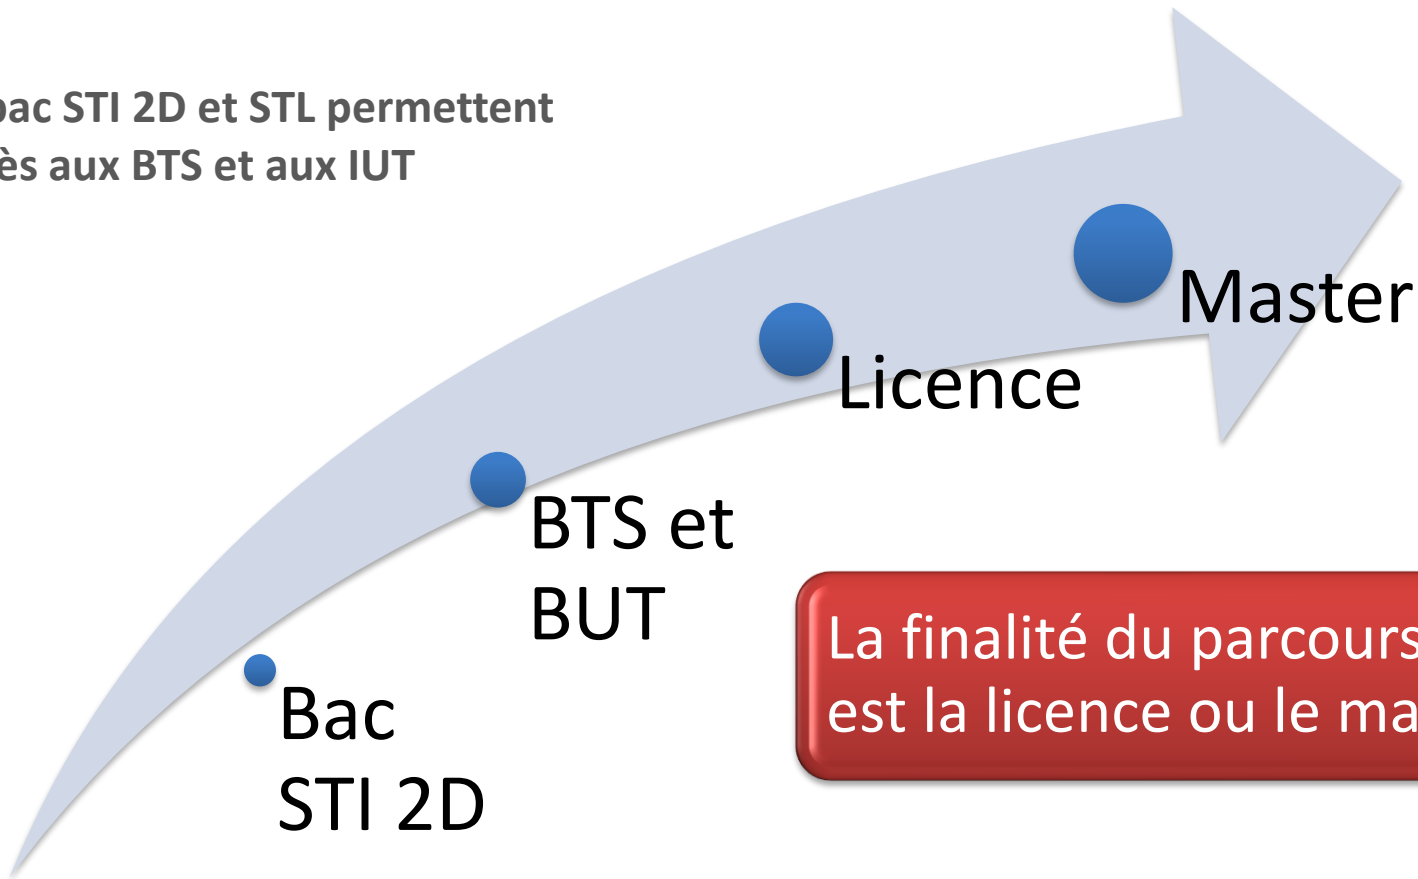 bac STI 2D et STL permettent
ès aux BTS et aux IUT
Master
Licence
BTS et
BUT
La finalité du parcours
est la licence ou le ma
Bac
STI 2D